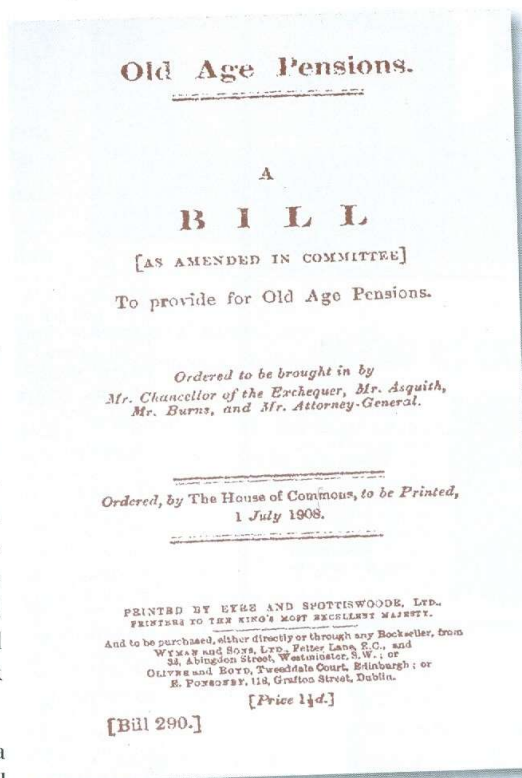 Old Age Pensions.
A
BILL
[AS AMENDED IN COMMITTEE]
To provide for Old Age Pensions.
Ordered to be brought in by
Mr. Chancellor of the Exchequer, Mr. Asquith,
Mr. Burns, and Mr. Attorney-General.
Ordered, by The House of Commons, to be Printed,
1 July 1908.
PRINTED BY EYRE AND SPOTTISWOODE, LTD.,
PRINTERS TO THE KING'S MOST EXCELLENT MAJESTY.
And to be purchased, either directly or through any Bookseller, from
WYMAN AND SONS, LTD., Fetter Lane, E.C., and
32, Abingdon Street, Westminster, S.W.; or
OLIVER and BOYD, Tweeddale Court, Edinburgh; or
E. PONSONBY, 116, Grafton Street, Dublin.
[Price 1½d.]
[Bill 290.]
a